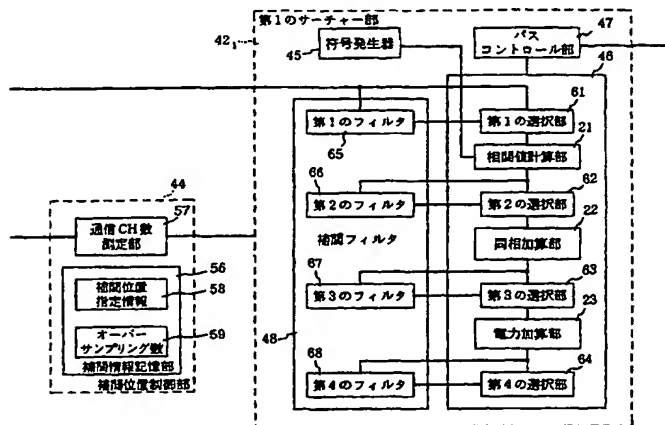 第1のサーチャー部
42₁
符号発生器
45
パス
コントロール部
47
46
第1のフィルタ
65
第1の選択部
61
相関値計算部
21
第2のフィルタ
66
第2の選択部
62
補間フィルタ
同相加算部
22
第3のフィルタ
67
第3の選択部
63
電力加算部
23
48
第4のフィルタ
68
第4の選択部
64
44
通信CH数
測定部
57
56
補間位置
指定情報
58
オーバー
サンプリング数
59
補間情報記憶部
補間位置制御部